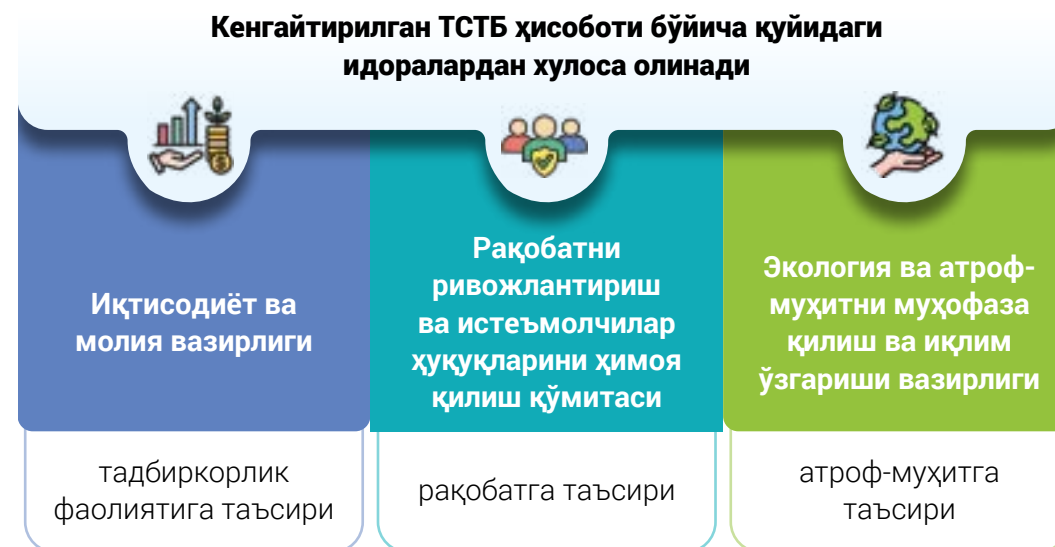 Кенгайтирилган ТСТБ ҳисоботи бўйича қуйидаги
идоралардан хулоса олинади
Иқтисодиёт ва
молия вазирлиги
тадбиркорлик
фаолиятига таъсири
Рақобатни
ривожлантириш
ва истеъмолчилар
ҳуқуқларини ҳимоя
қилиш қўмитаси
рақобатга таъсири
Экология ва атроф-
муҳитни муҳофаза
қилиш ва иқлим
ўзгариши вазирлиги
атроф-муҳитга
таъсири